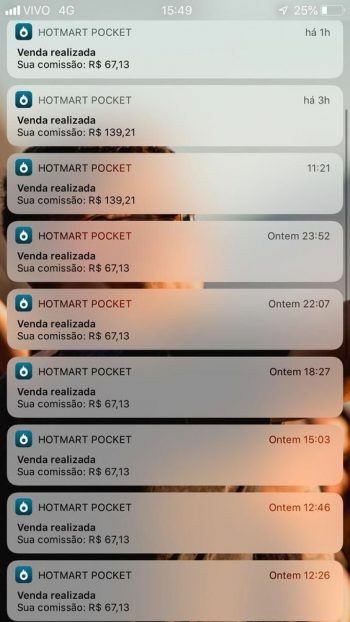 VIVO 4G 15:49 25%
HOTMART POCKET há 1h
Venda realizada
Sua comissão: R$ 67,13
HOTMART POCKET há 3h
Venda realizada
Sua comissão: R$ 139,21
HOTMART POCKET 11:21
Venda realizada
Sua comissão: R$ 139,21
HOTMART POCKET Ontem 23:52
Venda realizada
Sua comissão: R$ 67,13
HOTMART POCKET Ontem 22:07
Venda realizada
Sua comissão: R$ 67,13
HOTMART POCKET Ontem 18:27
Venda realizada
Sua comissão: R$ 67,13
HOTMART POCKET Ontem 15:03
Venda realizada
Sua comissão: R$ 67,13
HOTMART POCKET Ontem 12:46
Venda realizada
Sua comissão: R$ 67,13
HOTMART POCKET Ontem 12:26
Venda realizada
Sua comissão: R$ 67,13